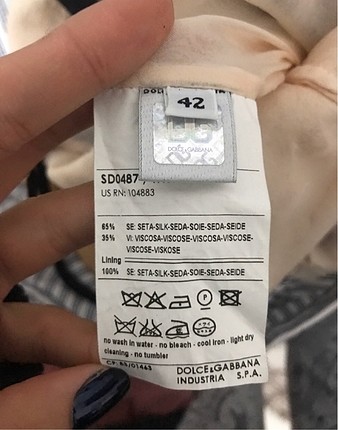 42
DOLCE&GABBANA
SD0487
US RN: 104883
65% SE: SETA-SILK-SEDA-SOIE-SEDA-SEIDE
35% VI: VISCOSA-VISCOSE-VISCOSA-VISCOSE-
VISCOSE-VISKOSE
Lining
100% SE: SETA-SILK-SEDA-SOIE-SEDA-SEIDE
P
no wash in water - no bleach - cool iron - light dry
cleaning - no tumbler
DOLCE&GABBANA
INDUSTRIA S.P.A.